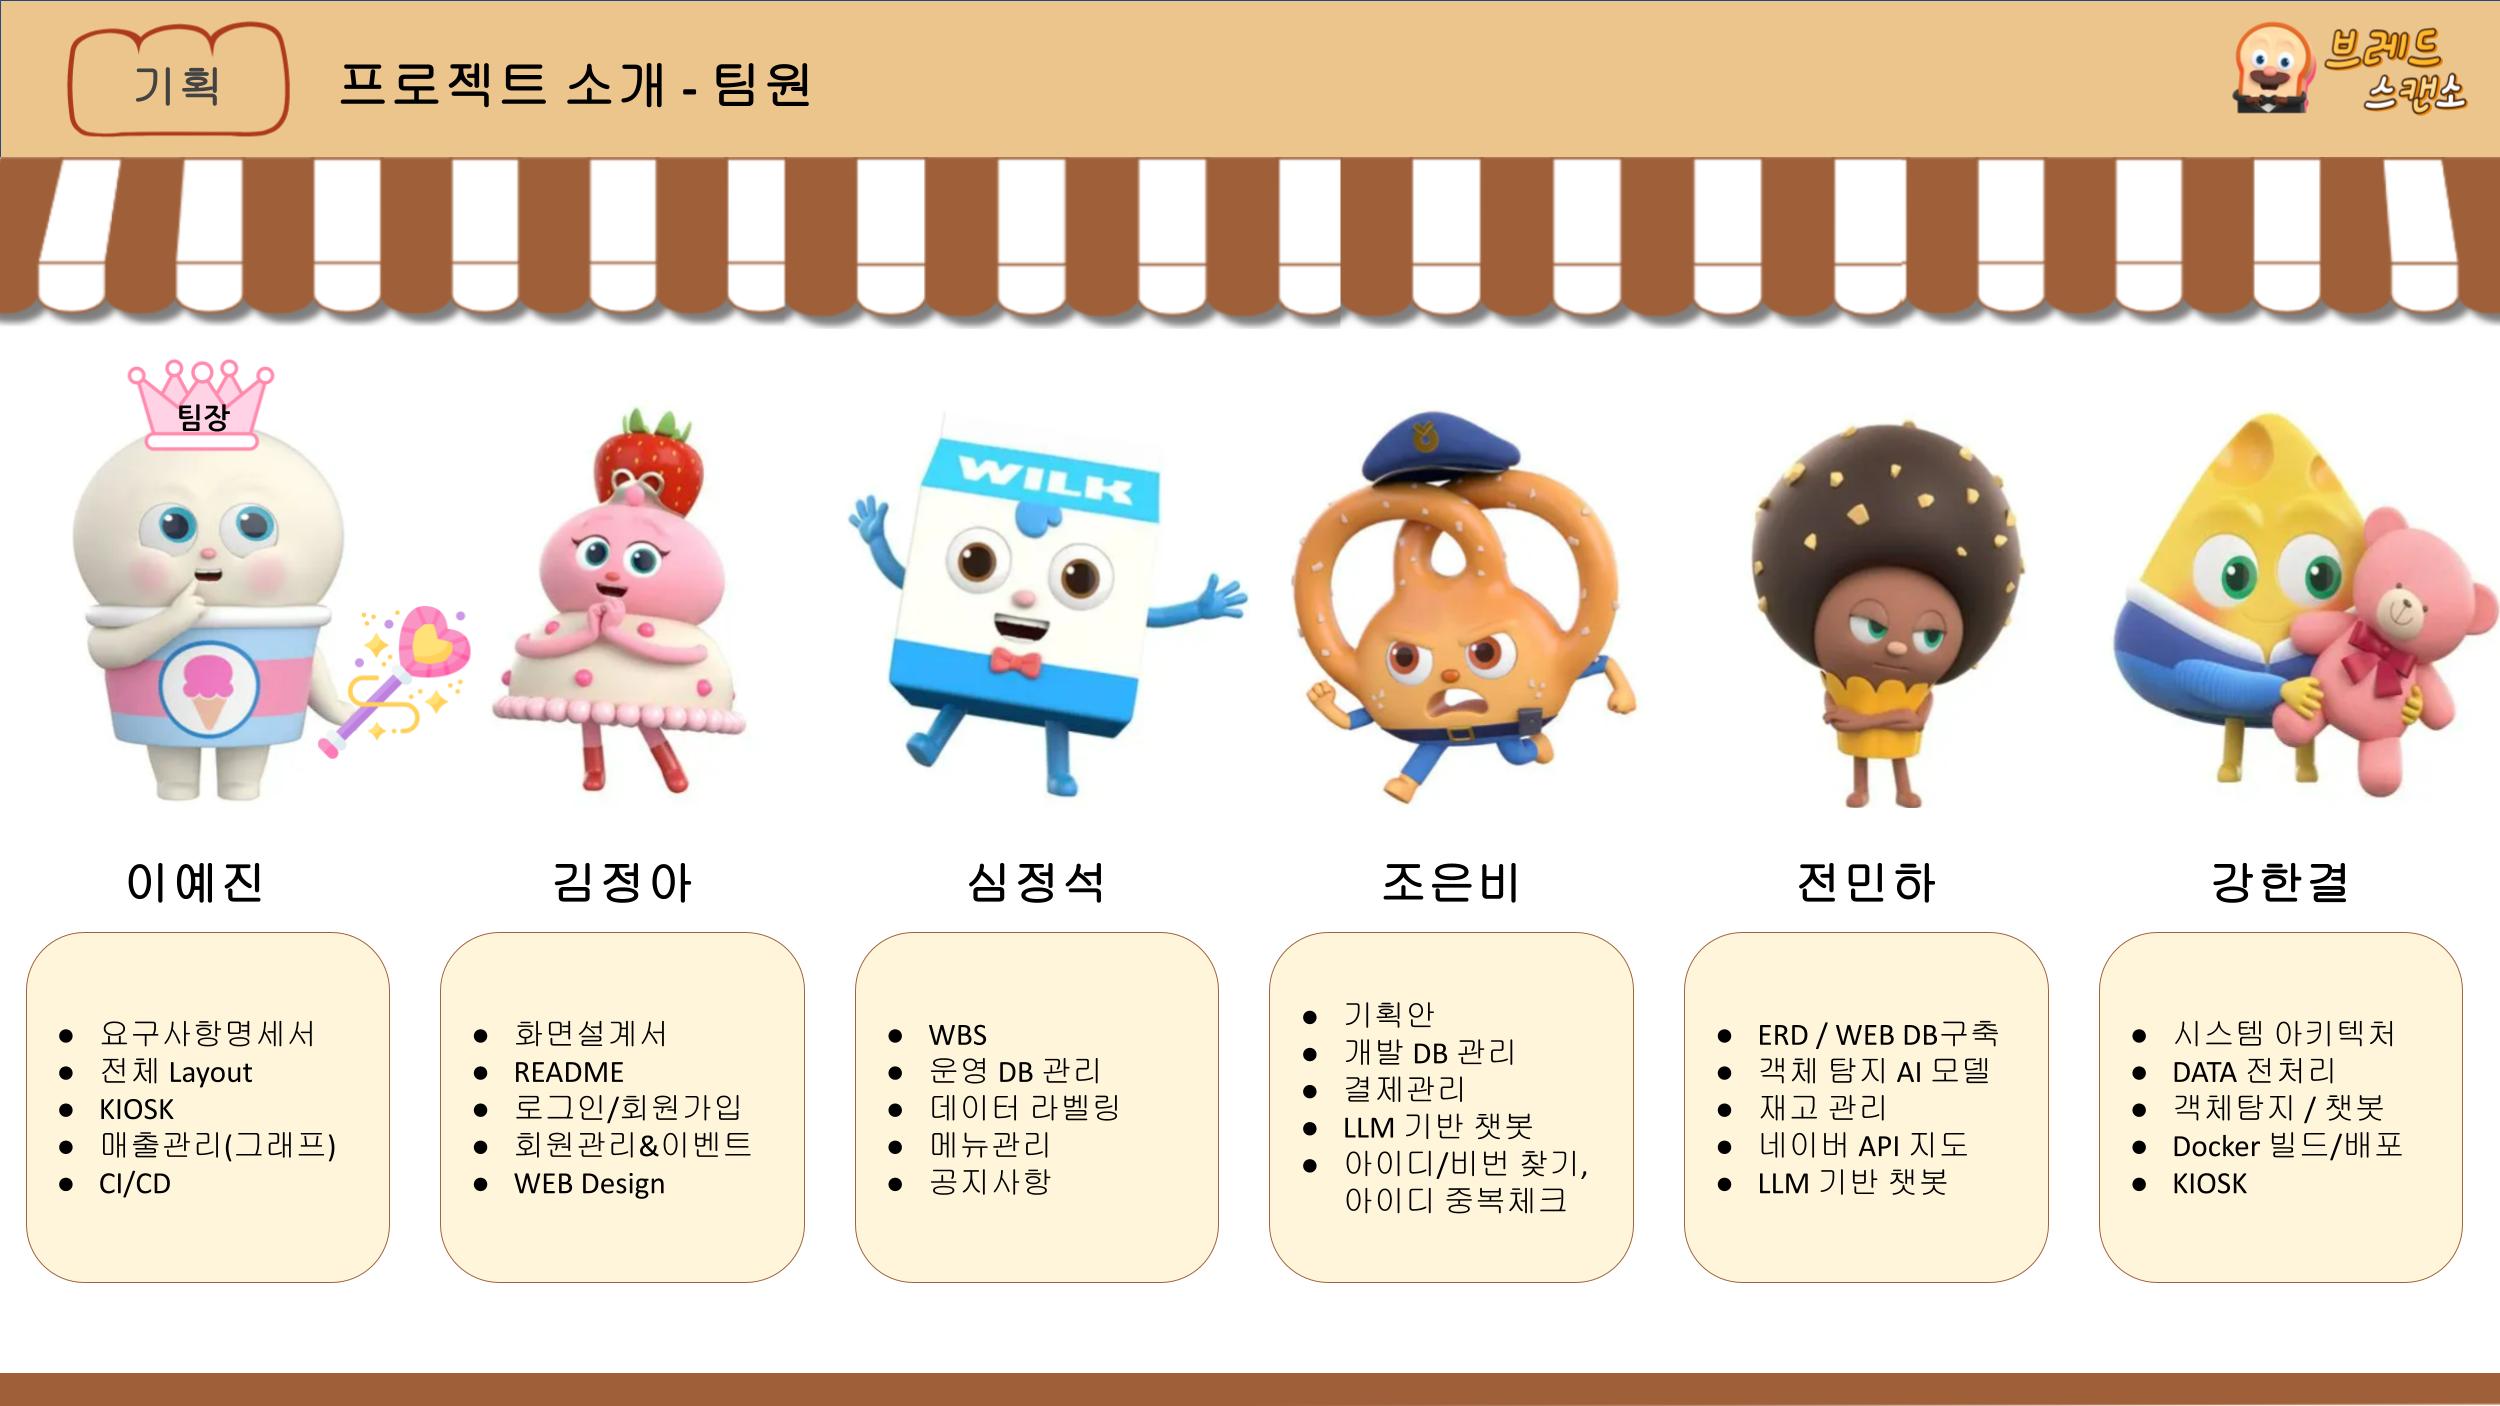 기획
프로젝트 소개 - 팀원
브레드
스캔소
팀장
WILK
이예진
김정아
심정석
조은비
전민하
강한결
● 요구사항명세서
● 전체 Layout
● KIOSK
● 매출관리(그래프)
● CI/CD
● 화면설계서
● README
● 로그인/회원가입
● 회원관리&이벤트
● WEB Design
● WBS
● 운영 DB 관리
● 데이터 라벨링
● 메뉴관리
● 공지사항
● 기획안
● 개발 DB 관리
● 결제관리
● LLM 기반 챗봇
● 아이디/비번 찾기,
아이디 중복체크
● ERD / WEB DB구축
● 객체 탐지 AI 모델
● 재고 관리
● 네이버 API 지도
● LLM 기반 챗봇
● 시스템 아키텍처
● DATA 전처리
● 객체탐지 / 챗봇
● Docker 빌드/배포
● KIOSK